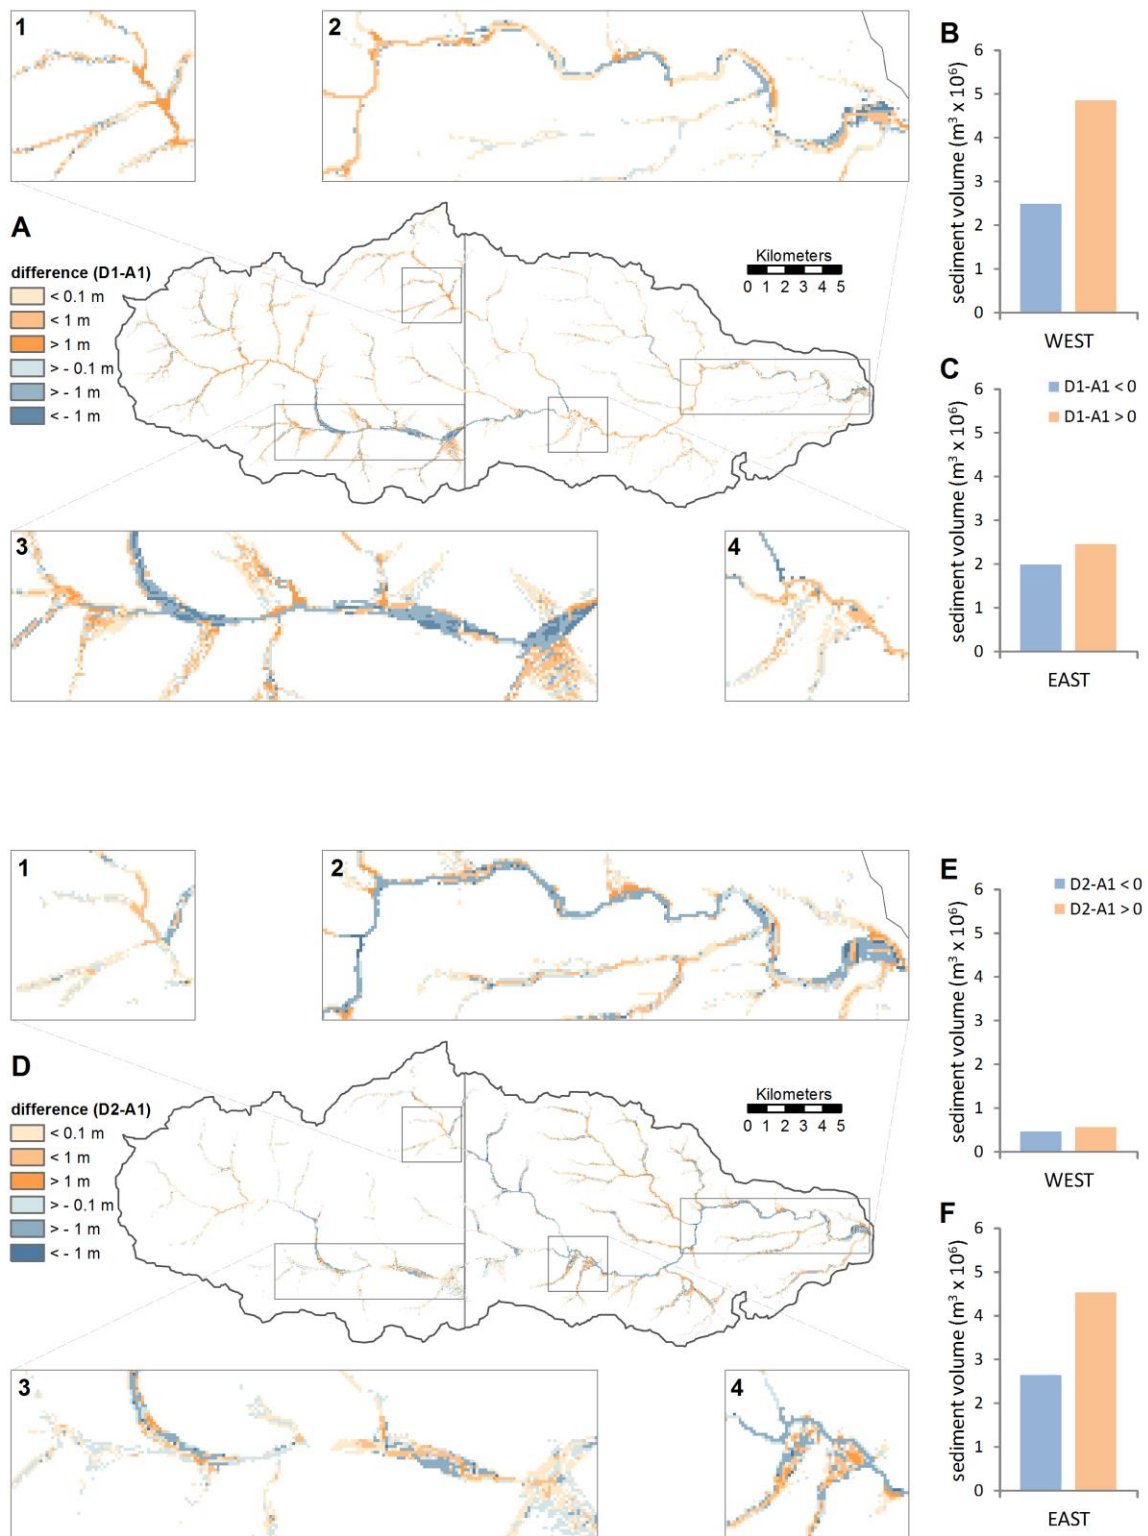 1
2
A
difference (D1-A1)
< 0.1 m
< 1 m
> 1 m
> - 0.1 m
> - 1 m
< - 1 m
Kilometers
0 1 2 3 4 5
3
4
B
sediment volume (m³ x 10⁶)
6
5
4
3
2
1
0
WEST
C
D1-A1 < 0
D1-A1 > 0
sediment volume (m³ x 10⁶)
6
5
4
3
2
1
0
EAST
1
2
D
difference (D2-A1)
< 0.1 m
< 1 m
> 1 m
> - 0.1 m
> - 1 m
< - 1 m
Kilometers
0 1 2 3 4 5
3
4
E
D2-A1 < 0
D2-A1 > 0
sediment volume (m³ x 10⁶)
6
5
4
3
2
1
0
WEST
F
sediment volume (m³ x 10⁶)
6
5
4
3
2
1
0
EAST